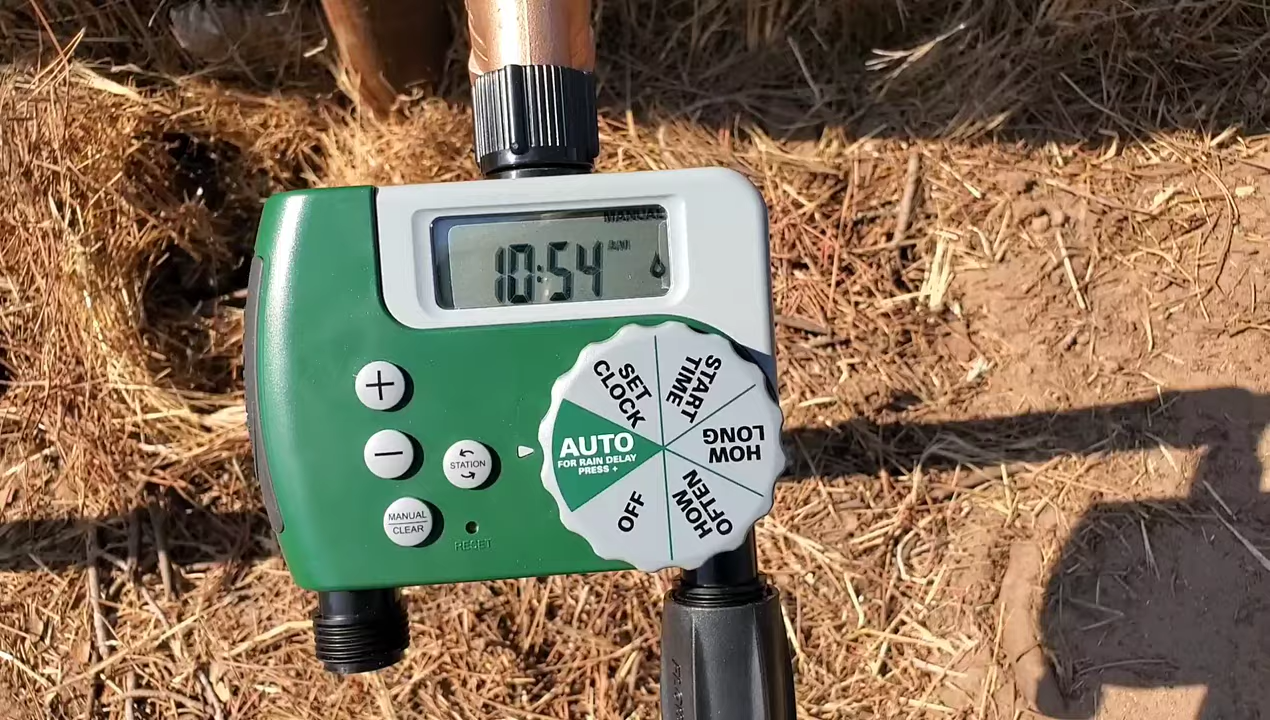 MANUAL
10:54 AM
SET
CLOCK
START
TIME
HOW
LONG
HOW
OFTEN
OFF
AUTO
FOR RAIN DELAY
PRESS +
+
−
STATION
MANUAL
CLEAR
RESET